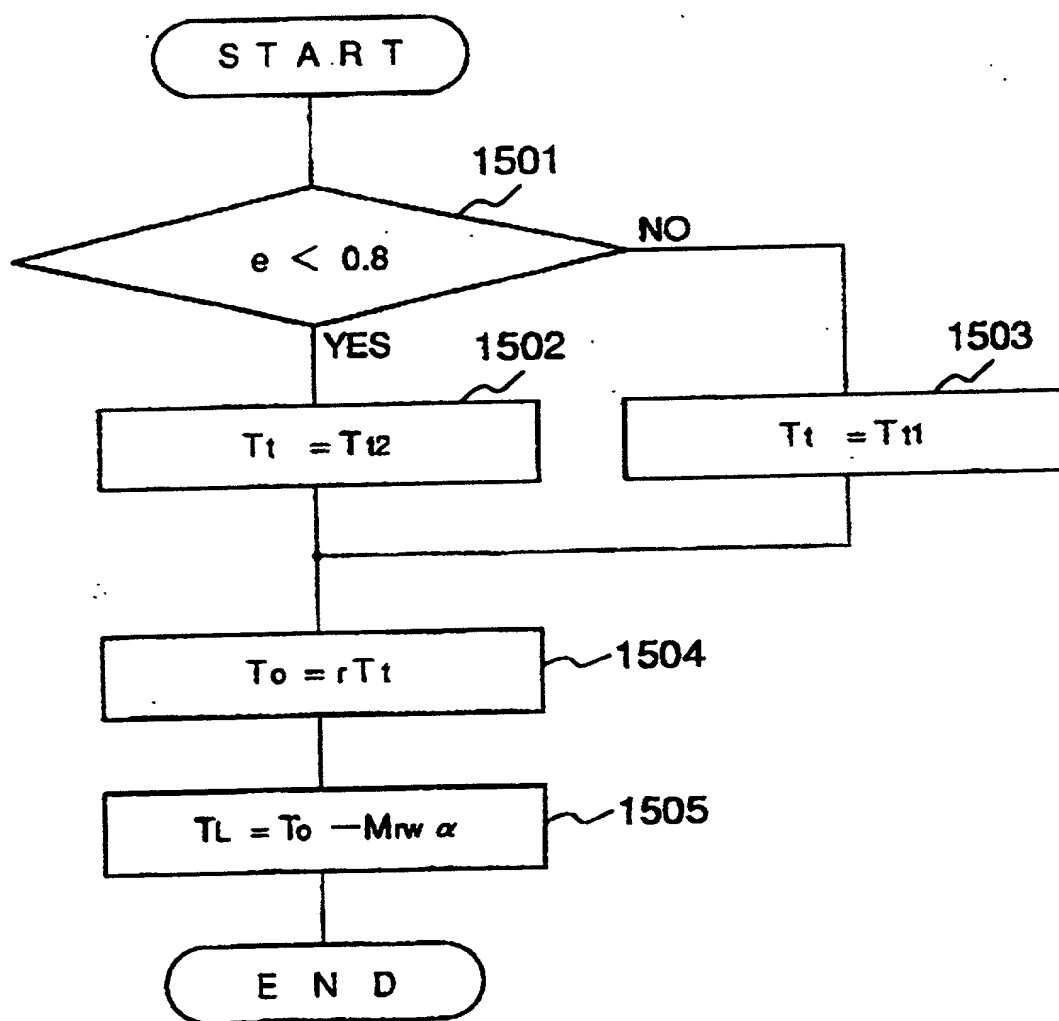 START
1501
e < 0.8
NO
YES
1502
1503
Tt = Tt2
Tt = Tt1
To = rTt
1504
TL = To − Mrw α
1505
END